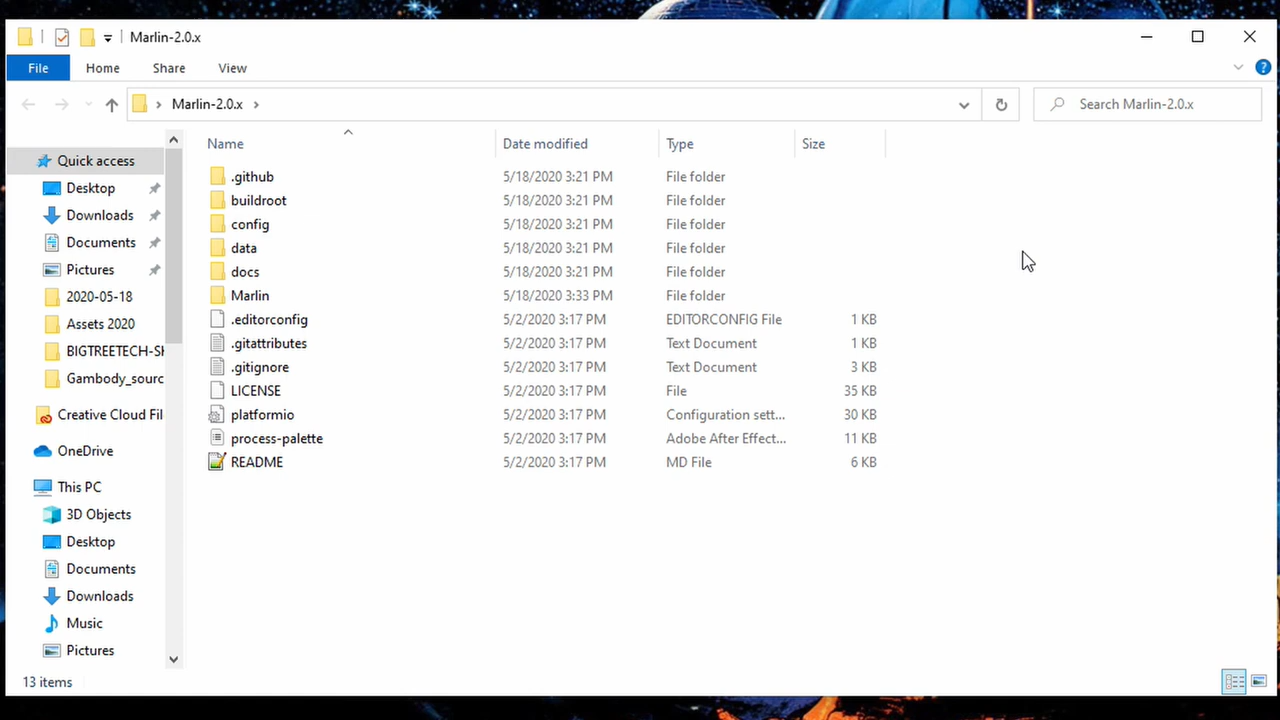 Marlin-2.0.x
File Home Share View
Marlin-2.0.x Search Marlin-2.0.x
Name Date modified Type Size
Quick access
Desktop
Downloads
Documents
Pictures
2020-05-18
Assets 2020
BIGTREETECH-SK
Gambody_sourc
Creative Cloud Fil
OneDrive
This PC
3D Objects
Desktop
Documents
Downloads
Music
Pictures
.github 5/18/2020 3:21 PM File folder
buildroot 5/18/2020 3:21 PM File folder
config 5/18/2020 3:21 PM File folder
data 5/18/2020 3:21 PM File folder
docs 5/18/2020 3:21 PM File folder
Marlin 5/18/2020 3:33 PM File folder
.editorconfig 5/2/2020 3:17 PM EDITORCONFIG File 1 KB
.gitattributes 5/2/2020 3:17 PM Text Document 1 KB
.gitignore 5/2/2020 3:17 PM Text Document 3 KB
LICENSE 5/2/2020 3:17 PM File 35 KB
platformio 5/2/2020 3:17 PM Configuration sett... 30 KB
process-palette 5/2/2020 3:17 PM Adobe After Effect... 11 KB
README 5/2/2020 3:17 PM MD File 6 KB
13 items